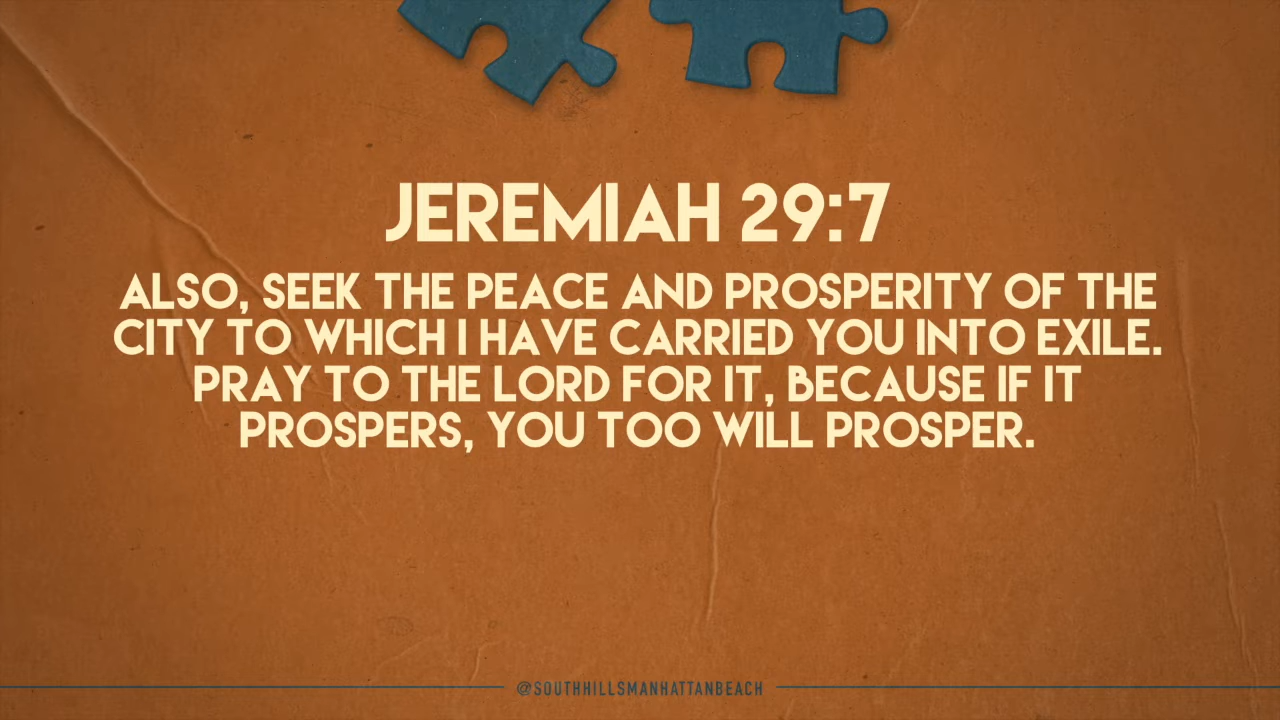 JEREMIAH 29:7
ALSO, SEEK THE PEACE AND PROSPERITY OF THE
CITY TO WHICH I HAVE CARRIED YOU INTO EXILE.
PRAY TO THE LORD FOR IT, BECAUSE IF IT
PROSPERS, YOU TOO WILL PROSPER.
@SOUTHHILLSMANHATTANBEACH